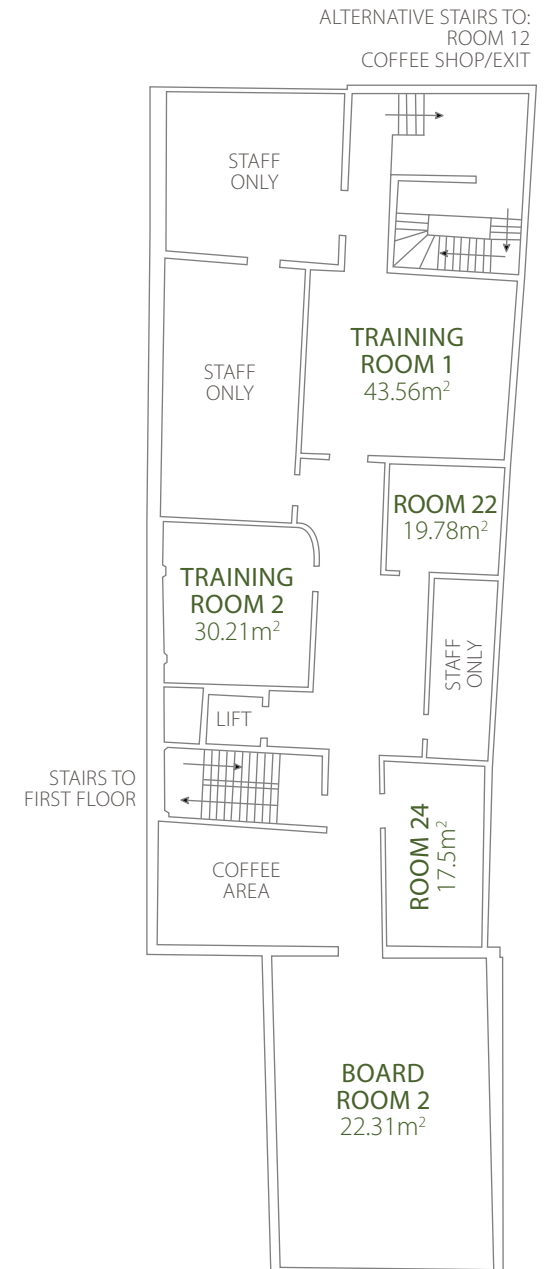 ALTERNATIVE STAIRS TO:
ROOM 12
COFFEE SHOP/EXIT
STAFF
ONLY
TRAINING
ROOM 1
43.56m²
STAFF
ONLY
ROOM 22
19.78m²
TRAINING
ROOM 2
30.21m²
STAFF
ONLY
LIFT
STAIRS TO
FIRST FLOOR
ROOM 24
17.5m²
COFFEE
AREA
BOARD
ROOM 2
22.31m²